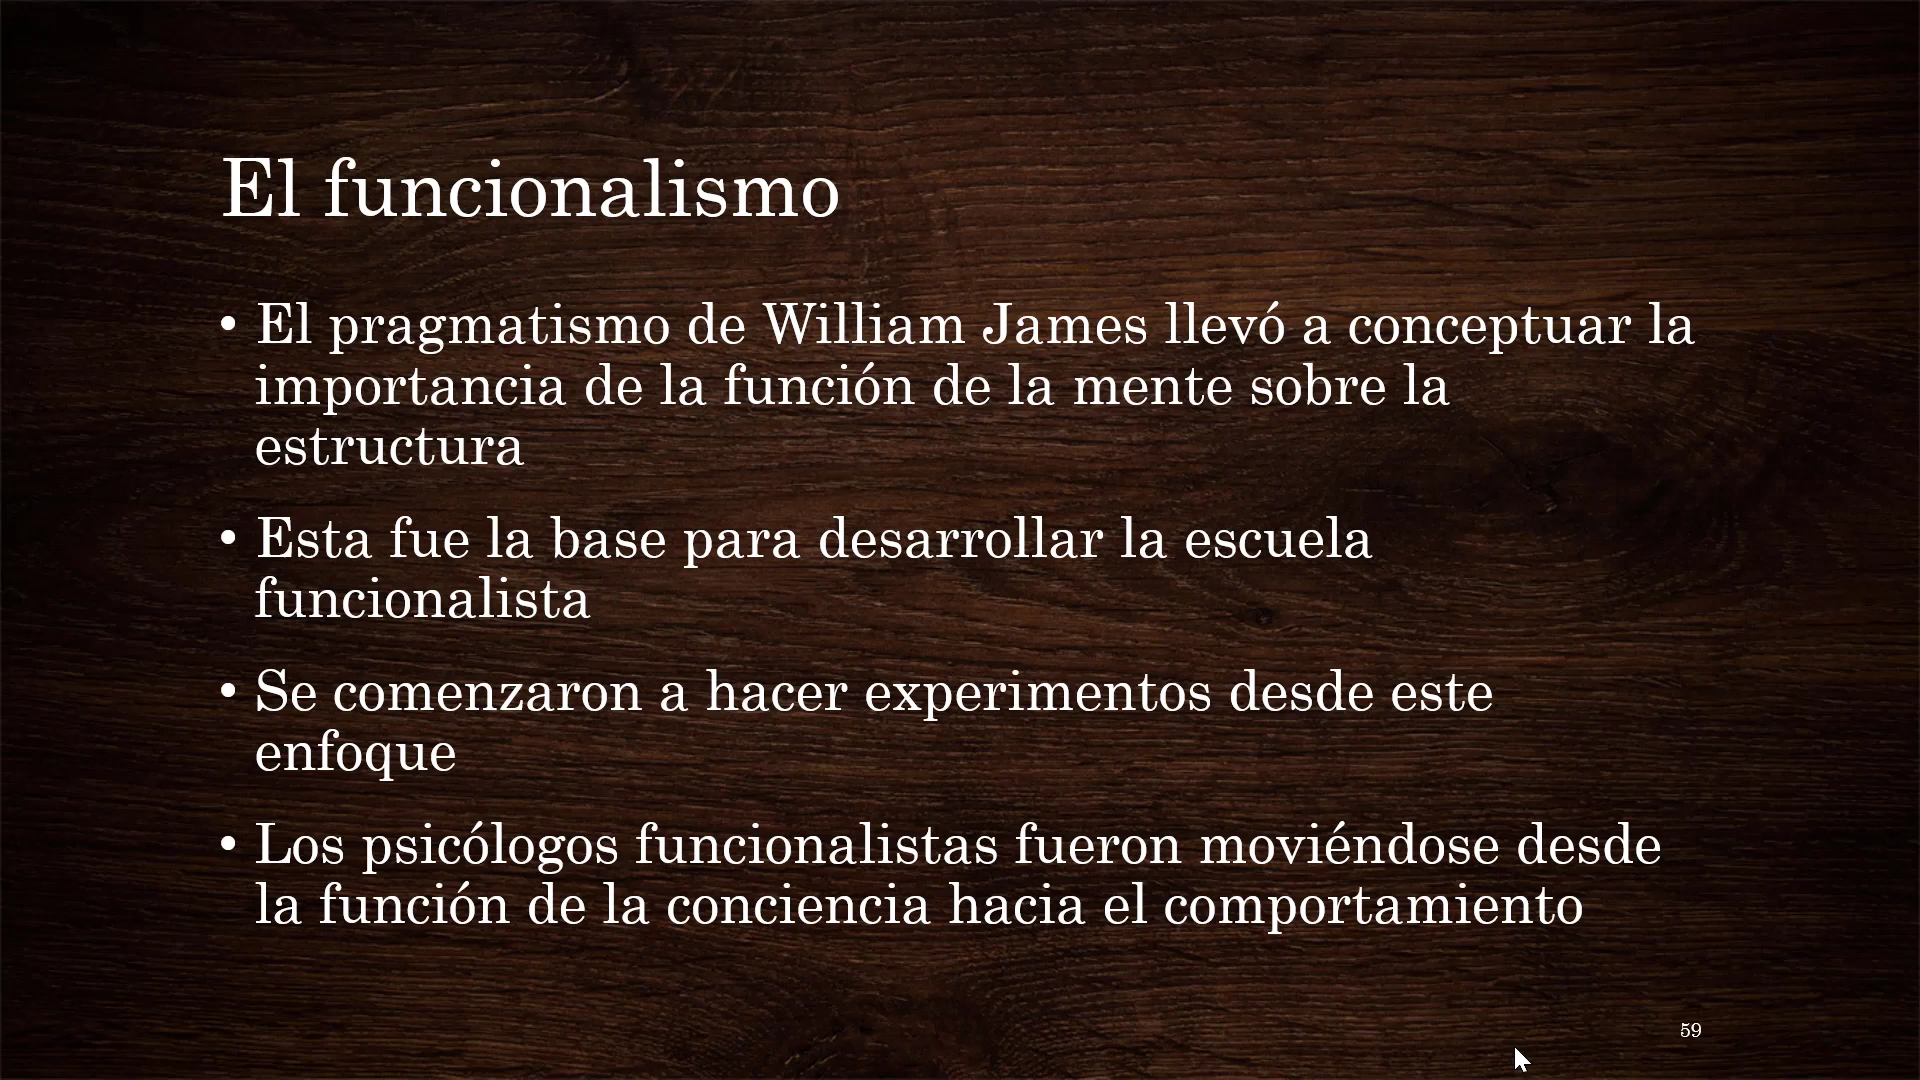 El funcionalismo
• El pragmatismo de William James llevó a conceptuar la
importancia de la función de la mente sobre la
estructura
• Esta fue la base para desarrollar la escuela
funcionalista
• Se comenzaron a hacer experimentos desde este
enfoque
• Los psicólogos funcionalistas fueron moviéndose desde
la función de la conciencia hacia el comportamiento
59